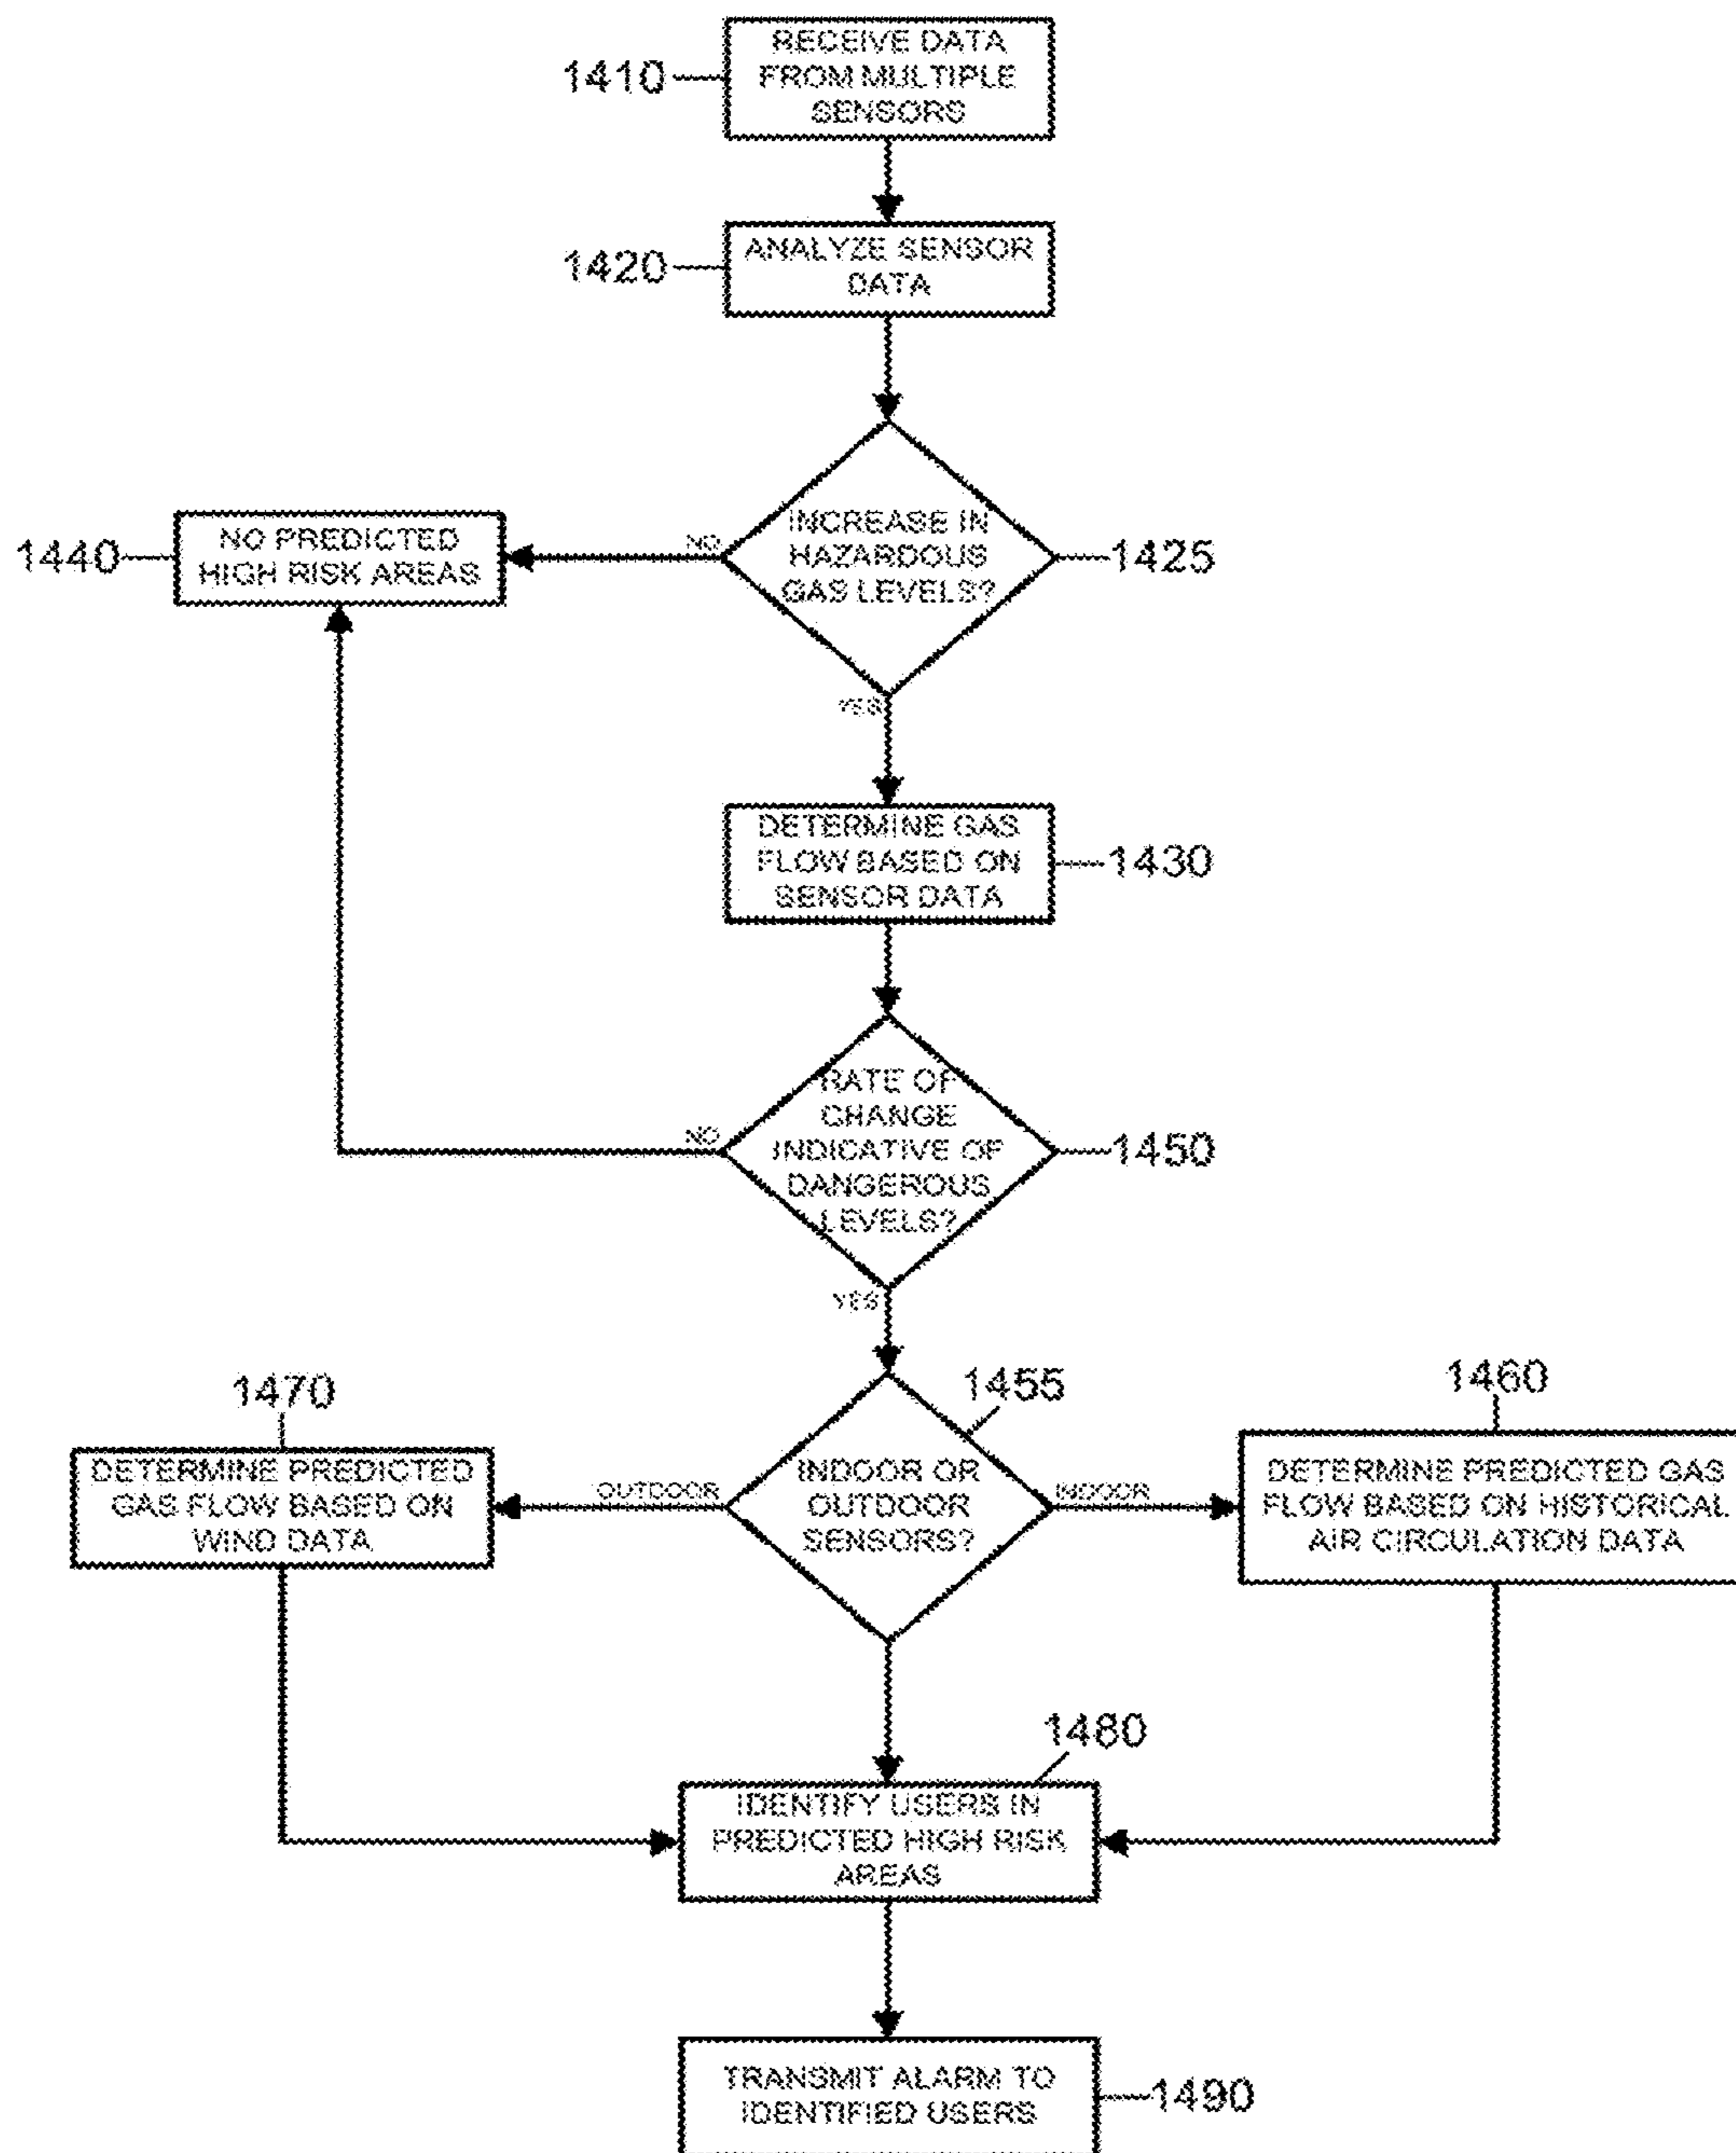 RECEIVE DATA
FROM MULTIPLE
SENSORS
1410
ANALYZE SENSOR
DATA
1420
INCREASE IN
HAZARDOUS
GAS LEVELS?
1425
NO
NO PREDICTED
HIGH RISK AREAS
1440
YES
DETERMINE GAS
FLOW BASED ON
SENSOR DATA
1430
RATE OF
CHANGE
INDICATIVE OF
DANGEROUS
LEVELS?
1450
NO
YES
1455
INDOOR OR
OUTDOOR
SENSORS?
OUTDOOR
INDOOR
1470
DETERMINE PREDICTED
GAS FLOW BASED ON
WIND DATA
1460
DETERMINE PREDICTED GAS
FLOW BASED ON HISTORICAL
AIR CIRCULATION DATA
1480
IDENTIFY USERS IN
PREDICTED HIGH RISK
AREAS
TRANSMIT ALARM TO
IDENTIFIED USERS
1490